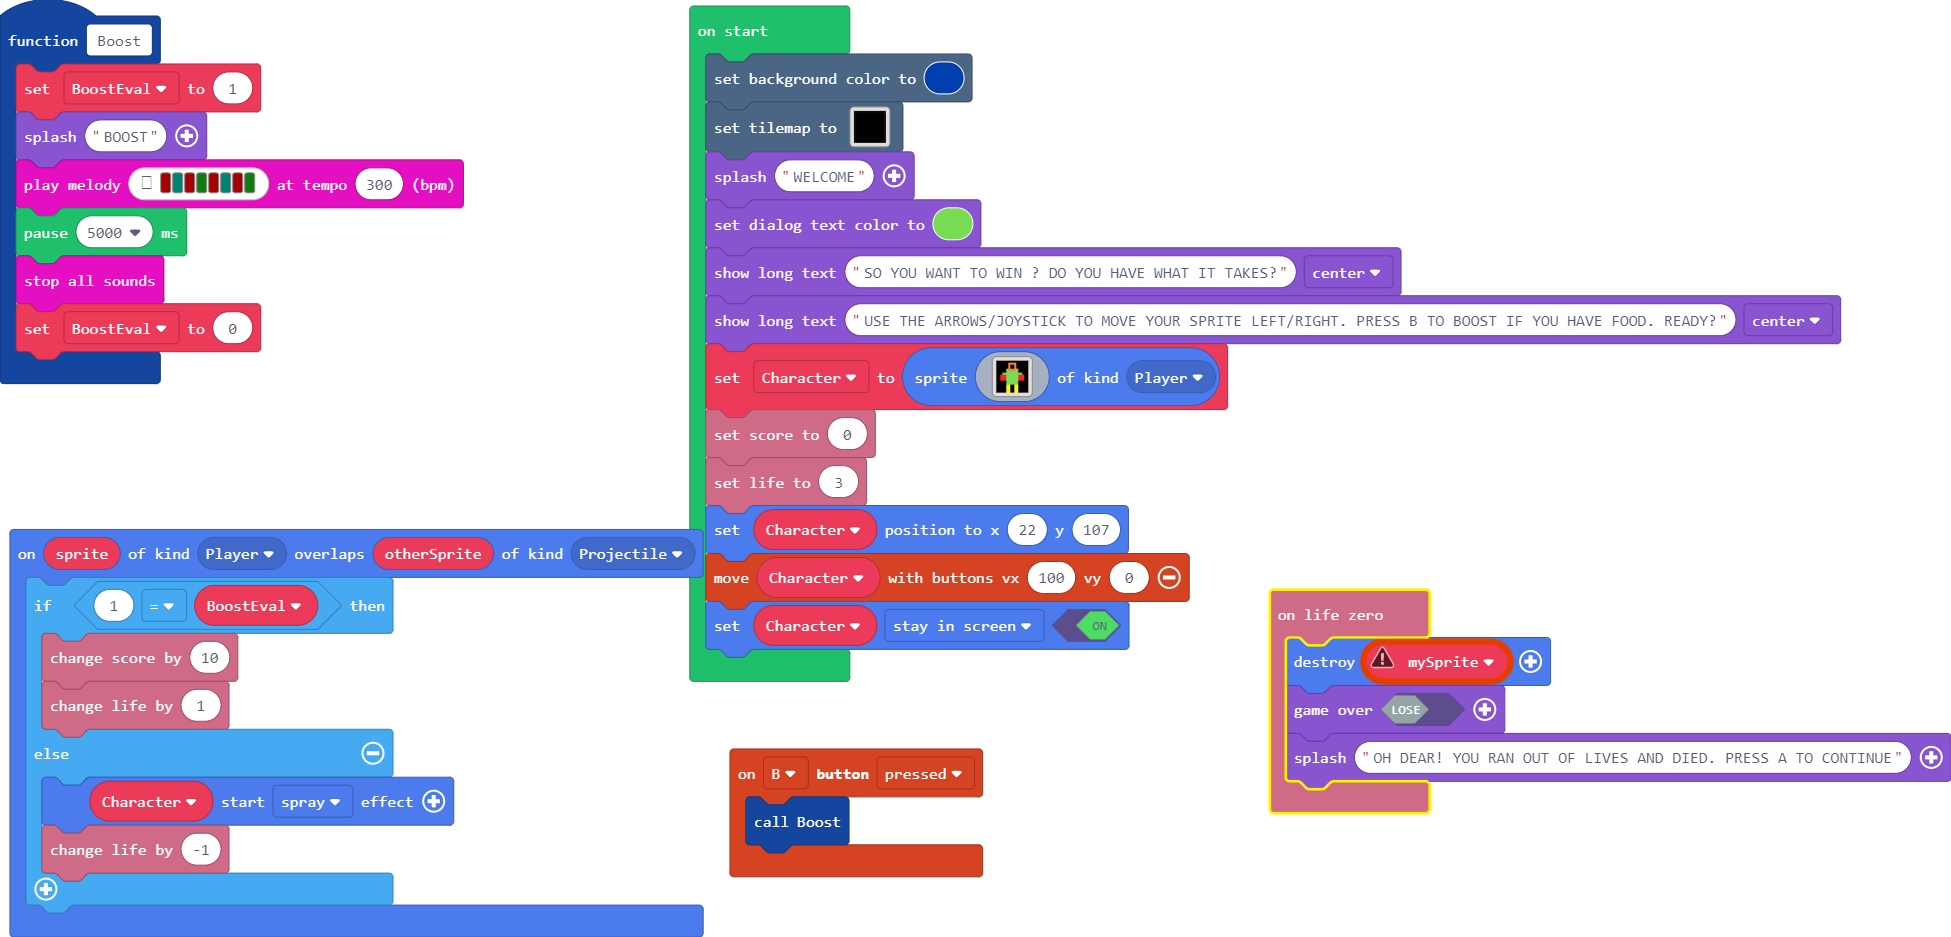 function Boost
set BoostEval to 1
splash "BOOST"
play melody at tempo 300 (bpm)
pause 5000 ms
stop all sounds
set BoostEval to 0
on start
set background color to
set tilemap to
splash "WELCOME"
set dialog text color to
show long text "SO YOU WANT TO WIN ? DO YOU HAVE WHAT IT TAKES?" center
show long text "USE THE ARROWS/JOYSTICK TO MOVE YOUR SPRITE LEFT/RIGHT. PRESS B TO BOOST IF YOU HAVE FOOD. READY?" center
set Character to sprite of kind Player
set score to 0
set life to 3
set Character position to x 22 y 107
move Character with buttons vx 100 vy 0
set Character stay in screen ON
on sprite of kind Player overlaps otherSprite of kind Projectile
if 1 = BoostEval then
change score by 10
change life by 1
else
Character start spray effect
change life by -1
on B button pressed
call Boost
on life zero
destroy mySprite
game over LOSE
splash "OH DEAR! YOU RAN OUT OF LIVES AND DIED. PRESS A TO CONTINUE"